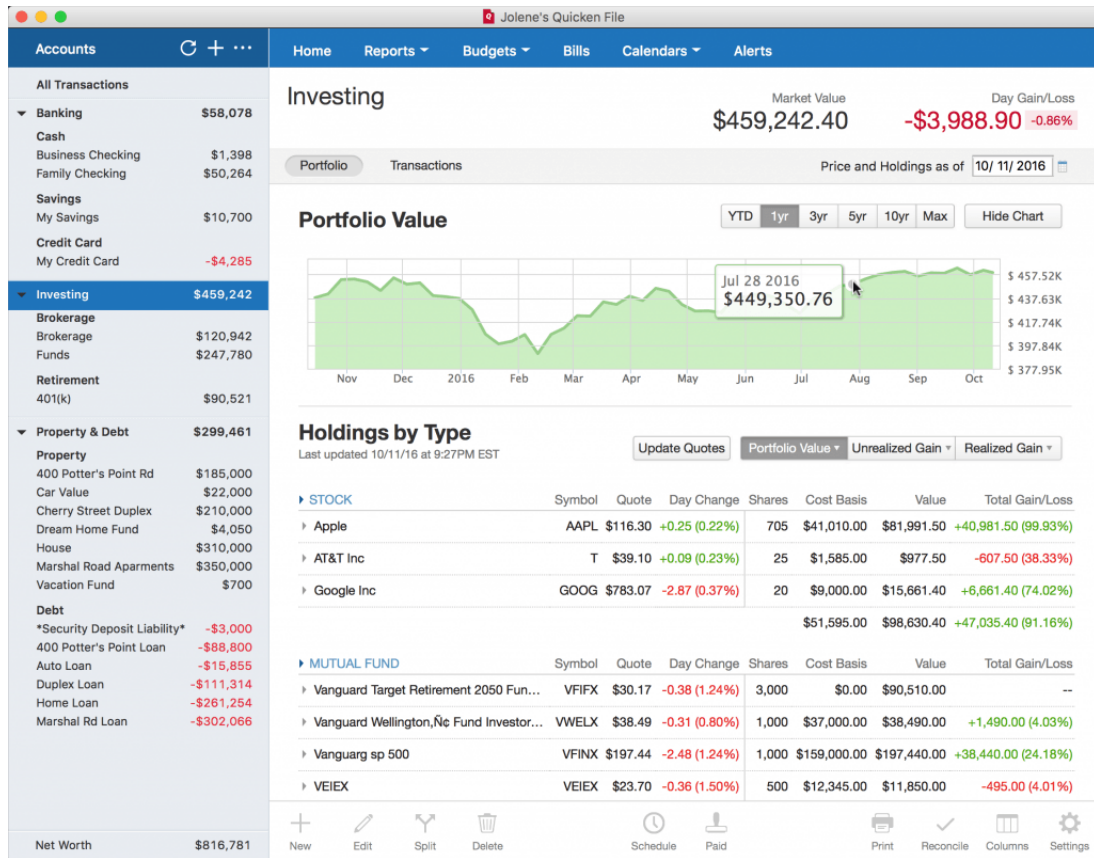 Jolene's Quicken File
Accounts
Home Reports Budgets Bills Calendars Alerts
All Transactions
Banking $58,078
Cash
Business Checking $1,398
Family Checking $50,264
Savings
My Savings $10,700
Credit Card
My Credit Card -$4,285
Investing $459,242
Brokerage
Brokerage $120,942
Funds $247,780
Retirement
401(k) $90,521
Property & Debt $299,461
Property
400 Potter's Point Rd $185,000
Car Value $22,000
Cherry Street Duplex $210,000
Dream Home Fund $4,050
House $310,000
Marshal Road Aparments $350,000
Vacation Fund $700
Debt
*Security Deposit Liability* -$3,000
400 Potter's Point Loan -$88,800
Auto Loan -$15,855
Duplex Loan -$111,314
Home Loan -$261,254
Marshal Rd Loan -$302,066
Net Worth $816,781
Investing
Market Value Day Gain/Loss
$459,242.40 -$3,988.90 -0.86%
Portfolio Transactions Price and Holdings as of 10/ 11/ 2016
Portfolio Value YTD 1yr 3yr 5yr 10yr Max Hide Chart
Jul 28 2016
$449,350.76
$ 457.52K
$ 437.63K
$ 417.74K
$ 397.84K
$ 377.95K
Nov Dec 2016 Feb Mar Apr May Jun Jul Aug Sep Oct
Holdings by Type
Last updated 10/11/16 at 9:27PM EST
Update Quotes Portfolio Value Unrealized Gain Realized Gain
STOCK Symbol Quote Day Change Shares Cost Basis Value Total Gain/Loss
Apple AAPL $116.30 +0.25 (0.22%) 705 $41,010.00 $81,991.50 +40,981.50 (99.93%)
AT&T Inc T $39.10 +0.09 (0.23%) 25 $1,585.00 $977.50 -607.50 (38.33%)
Google Inc GOOG $783.07 -2.87 (0.37%) 20 $9,000.00 $15,661.40 +6,661.40 (74.02%)
$51,595.00 $98,630.40 +47,035.40 (91.16%)
MUTUAL FUND Symbol Quote Day Change Shares Cost Basis Value Total Gain/Loss
Vanguard Target Retirement 2050 Fun... VFIFX $30.17 -0.38 (1.24%) 3,000 $0.00 $90,510.00 --
Vanguard Wellington‚Ñ¢ Fund Investor... VWELX $38.49 -0.31 (0.80%) 1,000 $37,000.00 $38,490.00 +1,490.00 (4.03%)
Vanguarg sp 500 VFINX $197.44 -2.48 (1.24%) 1,000 $159,000.00 $197,440.00 +38,440.00 (24.18%)
VEIEX VEIEX $23.70 -0.36 (1.50%) 500 $12,345.00 $11,850.00 -495.00 (4.01%)
New Edit Split Delete Schedule Paid Print Reconcile Columns Settings